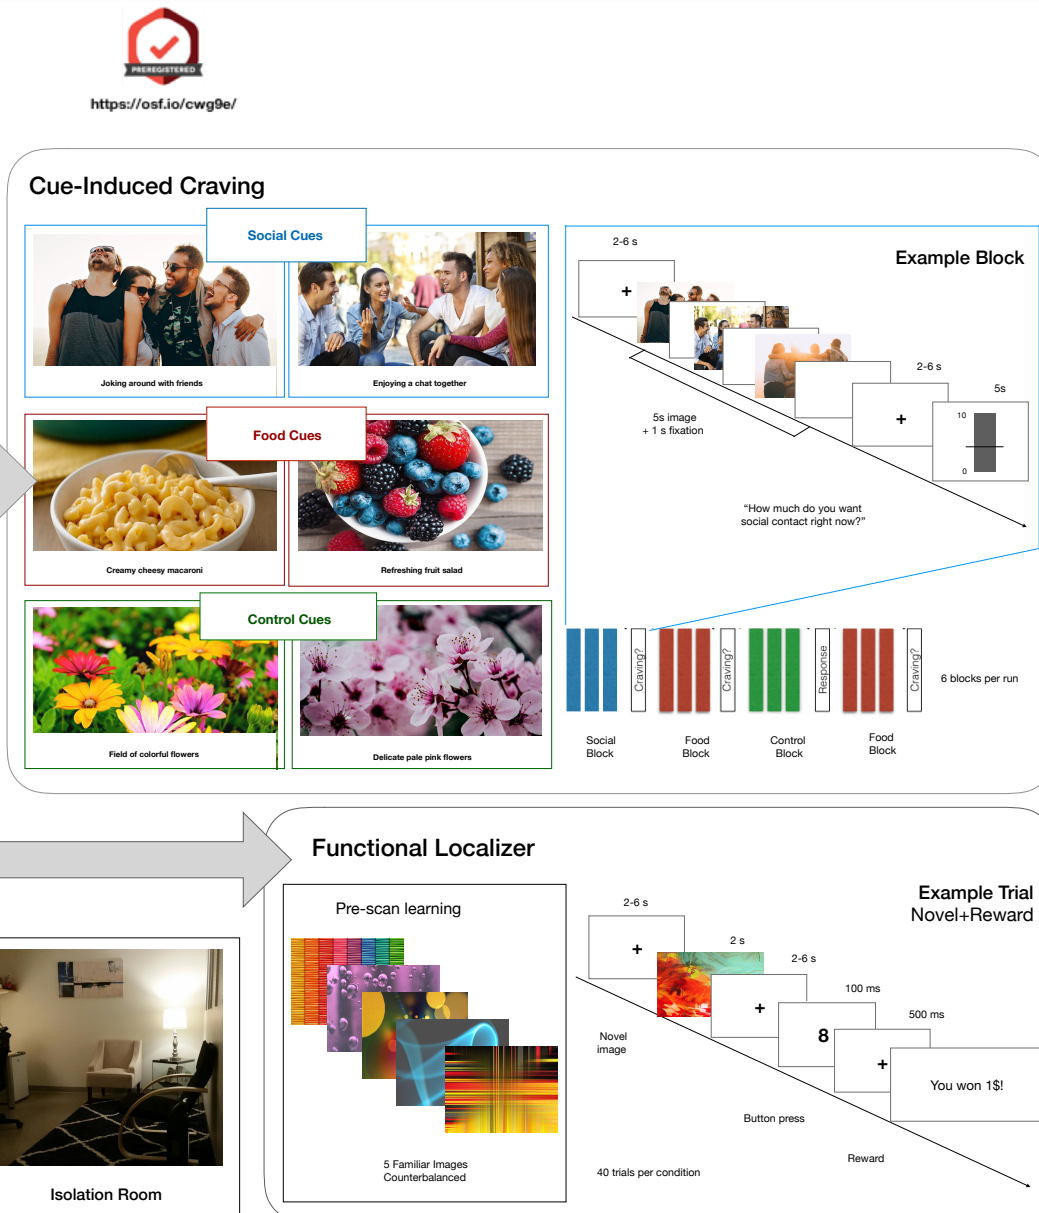 PREREGISTERED
https://osf.io/cwg9e/
Cue-Induced Craving
Social Cues
Joking around with friends
Enjoying a chat together
Food Cues
Creamy cheesy macaroni
Refreshing fruit salad
Control Cues
Field of colorful flowers
Delicate pale pink flowers
Example Block
2-6 s
+
5s image
+ 1 s fixation
2-6 s
+
5s
10
0
“How much do you want
social contact right now?”
Craving?
Craving?
Response
Craving?
6 blocks per run
Social
Block
Food
Block
Control
Block
Food
Block
Functional Localizer
Pre-scan learning
5 Familiar Images
Counterbalanced
Example Trial
Novel+Reward
2-6 s
+
2 s
Novel
image
2-6 s
+
100 ms
8
500 ms
+
You won 1$!
Button press
Reward
40 trials per condition
Isolation Room